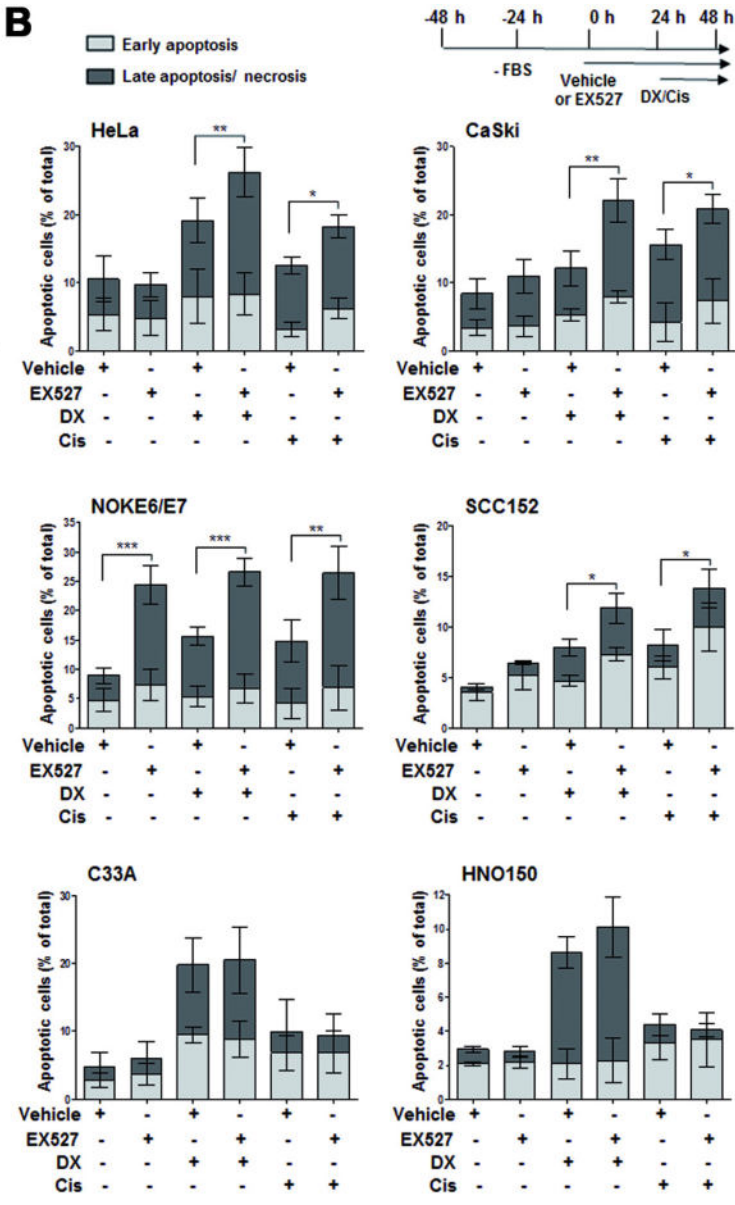 B
Early apoptosis
Late apoptosis/ necrosis
-48 h -24 h 0 h 24 h 48 h
- FBS
Vehicle
or EX527
DX/Cis
HeLa
**
*
Apoptotic cells (% of total)
30
20
10
0
Vehicle + - + - + -
EX527 - + - + - +
DX - - + + - -
Cis - - - - + +
CaSki
**
*
Apoptotic cells (% of total)
30
20
10
0
Vehicle + - + - + -
EX527 - + - + - +
DX - - + + - -
Cis - - - - + +
NOKE6/E7
***
***
**
Apoptotic cells (% of total)
35
30
25
20
15
10
5
0
Vehicle + - + - + -
EX527 - + - + - +
DX - - + + - -
Cis - - - - + +
SCC152
*
*
Apoptotic cells (% of total)
20
15
10
5
0
Vehicle + - + - + -
EX527 - + - + - +
DX - - + + - -
Cis - - - - + +
C33A
Apoptotic cells (% of total)
30
20
10
0
Vehicle + - + - + -
EX527 - + - + - +
DX - - + + - -
Cis - - - - + +
HNO150
Apoptotic cells (% of total)
12
10
8
6
4
2
0
Vehicle + - + - + -
EX527 - + - + - +
DX - - + + - -
Cis - - - - + +